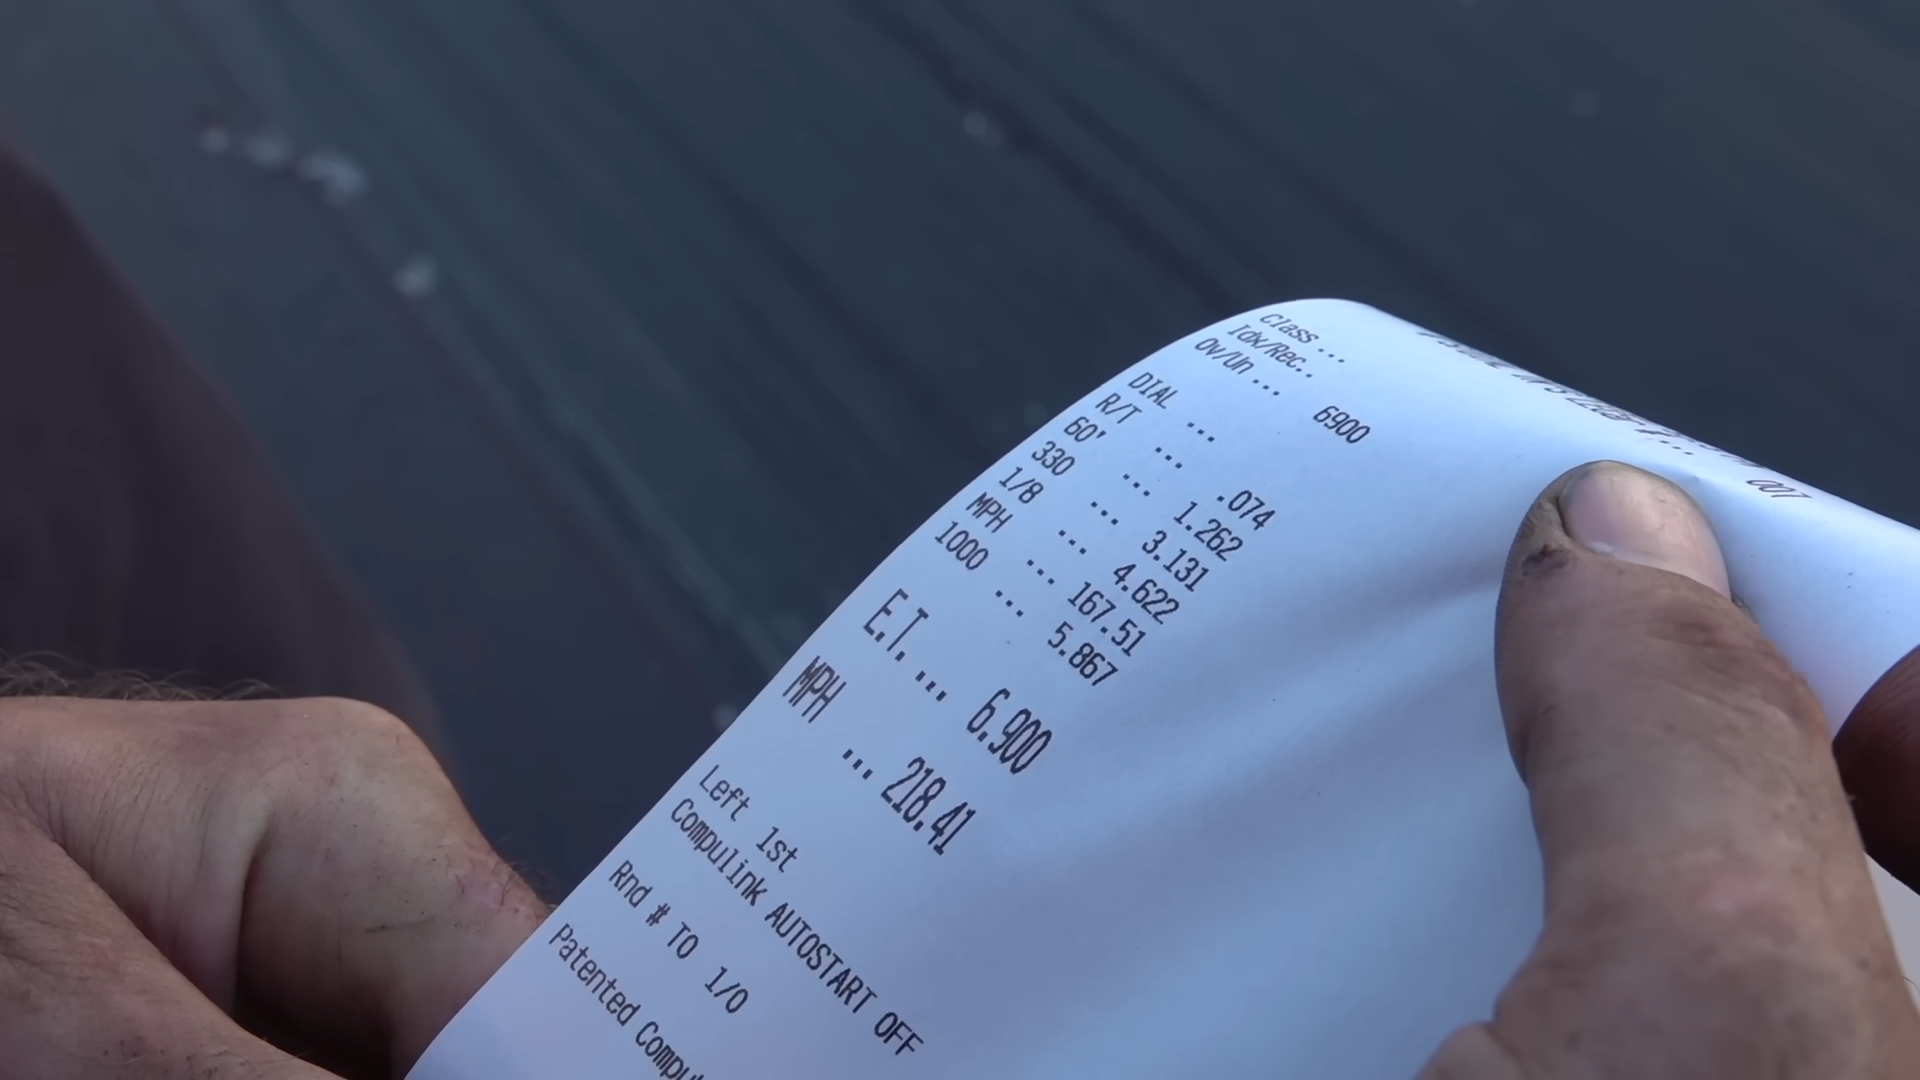 007
Class ...
Idx/Rec..
Ov/Un ... 6900
DIAL ...
R/T ... .074
60' ... 1.262
330 ... 3.131
1/8 ... 4.622
MPH ... 167.51
1000 ... 5.867
E.T. ... 6.900
MPH ... 218.41
Left 1st
Compulink AUTOSTART OFF
Rnd # TO 1/0
Patented Compu